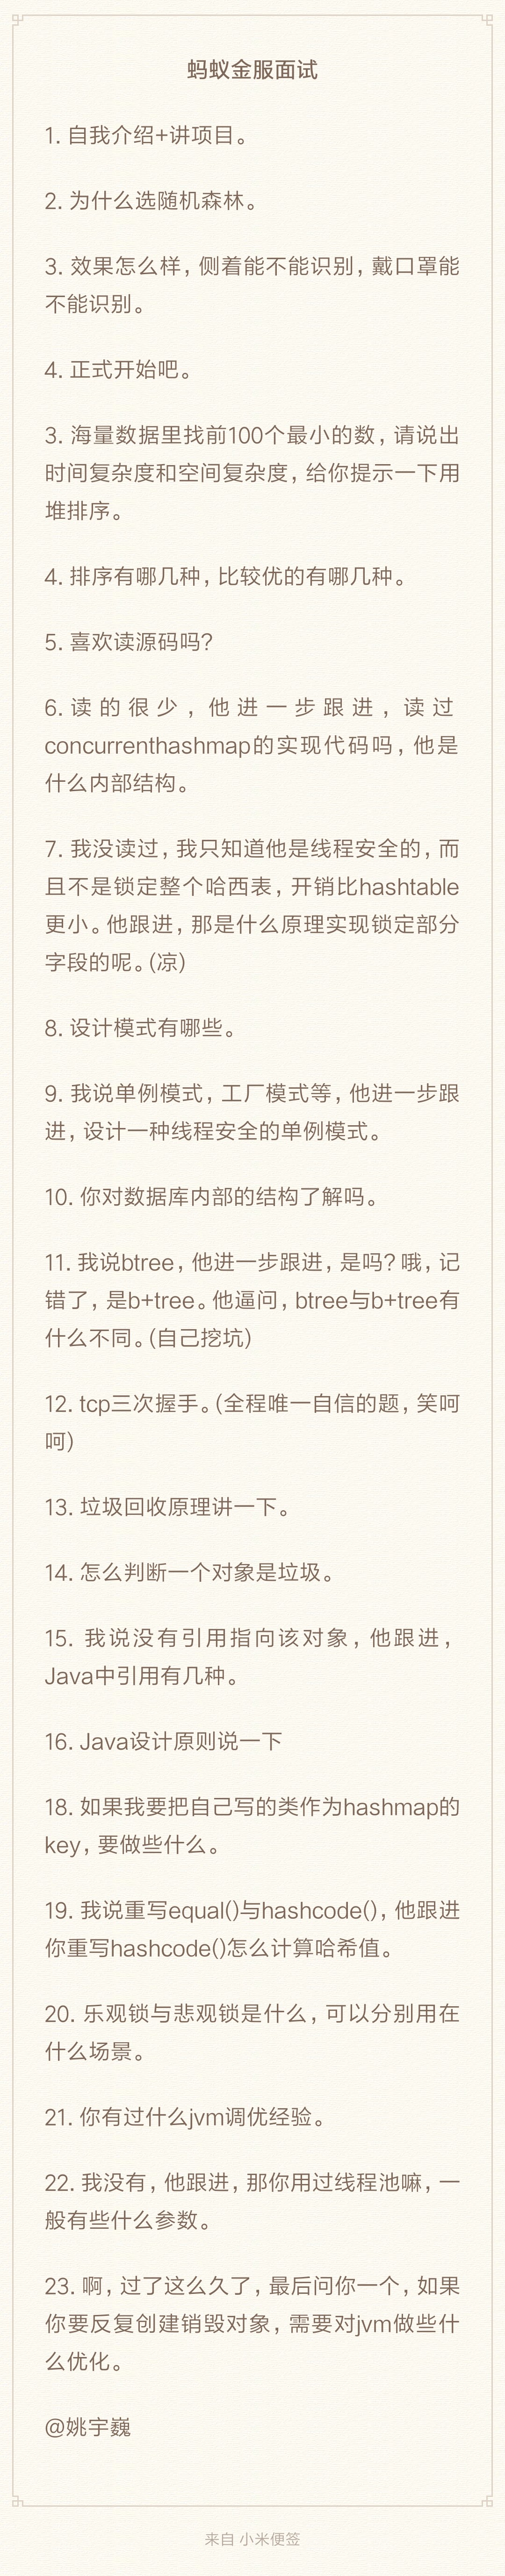 蚂蚁金服面试
1. 自我介绍+讲项目。
2. 为什么选随机森林。
3. 效果怎么样，侧着能不能识别，戴口罩能
不能识别。
4. 正式开始吧。
3. 海量数据里找前100个最小的数，请说出
时间复杂度和空间复杂度，给你提示一下用
堆排序。
4. 排序有哪几种，比较优的有哪几种。
5. 喜欢读源码吗？
6. 读的很少，他进一步跟进，读过
concurrenthashmap的实现代码吗，他是
什么内部结构。
7. 我没读过，我只知道他是线程安全的，而
且不是锁定整个哈西表，开销比hashtable
更小。他跟进，那是什么原理实现锁定部分
字段的呢。(凉)
8. 设计模式有哪些。
9. 我说单例模式，工厂模式等，他进一步跟
进，设计一种线程安全的单例模式。
10. 你对数据库内部的结构了解吗。
11. 我说btree，他进一步跟进，是吗？哦，记
错了，是b+tree。他逼问，btree与b+tree有
什么不同。(自己挖坑)
12. tcp三次握手。(全程唯一自信的题，笑呵
呵)
13. 垃圾回收原理讲一下。
14. 怎么判断一个对象是垃圾。
15. 我说没有引用指向该对象，他跟进，
Java中引用有几种。
16. Java设计原则说一下
18. 如果我要把自己写的类作为hashmap的
key，要做些什么。
19. 我说重写equal()与hashcode()，他跟进
你重写hashcode()怎么计算哈希值。
20. 乐观锁与悲观锁是什么，可以分别用在
什么场景。
21. 你有过什么jvm调优经验。
22. 我没有，他跟进，那你用过线程池嘛，一
般有些什么参数。
23. 啊，过了这么久了，最后问你一个，如果
你要反复创建销毁对象，需要对jvm做些什
么优化。
@姚宇巍
来自 小米便签